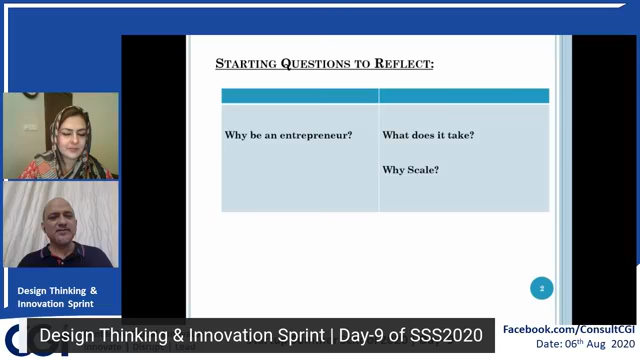 STARTING QUESTIONS TO REFLECT:
Why be an entrepreneur?
What does it take?
Why Scale?
2
Design Thinking &
Innovation Sprint
Design Thinking & Innovation Sprint | Day-9 of SSS2020
Facebook.com/ConsultCGI
Date: 06th Aug 2020